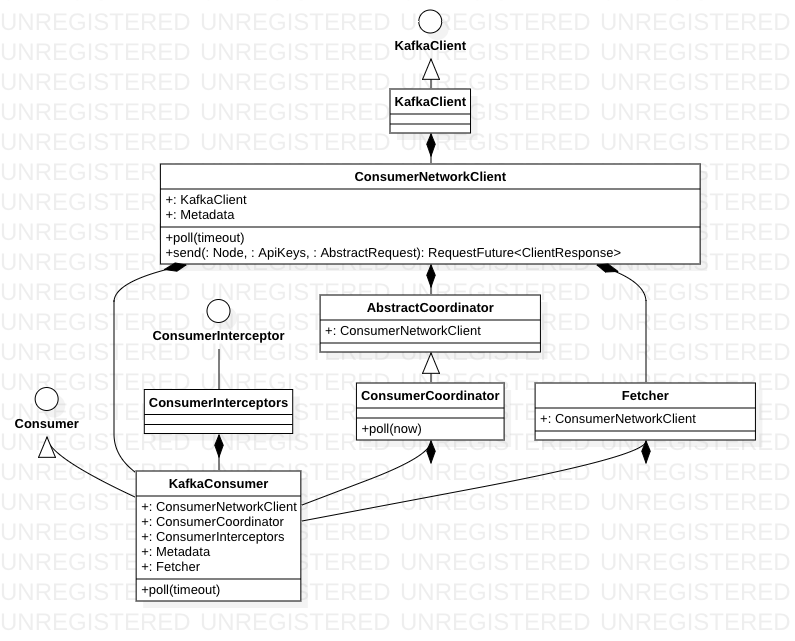 KafkaClient
KafkaClient
ConsumerNetworkClient
+: KafkaClient
+: Metadata
+poll(timeout)
+send(: Node, : ApiKeys, : AbstractRequest): RequestFuture<ClientResponse>
AbstractCoordinator
+: ConsumerNetworkClient
ConsumerInterceptor
ConsumerInterceptors
ConsumerCoordinator
+poll(now)
Fetcher
+: ConsumerNetworkClient
Consumer
KafkaConsumer
+: ConsumerNetworkClient
+: ConsumerCoordinator
+: ConsumerInterceptors
+: Metadata
+: Fetcher
+poll(timeout)
UNREGISTERED UNREGISTERED UNREGISTERED UNREGISTERED